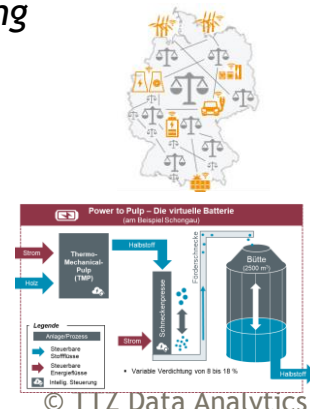 ng
Power to Pulp – Die virtuelle Batterie
(am Beispiel Schongau)
Strom
Holz
Thermo-
Mechanical-
Pulp
(TMP)
Halbstoff
Schneckenpresse
Förderschnecke
Bütte
(2500 m³)
Strom
Halbstoff
Legende
Anlage/Prozess
Steuerbare
Stoffflüsse
Steuerbare
Energieflüsse
Intellig. Steuerung
• Variable Verdichtung von 8 bis 18 %
© TTZ Data Analytics